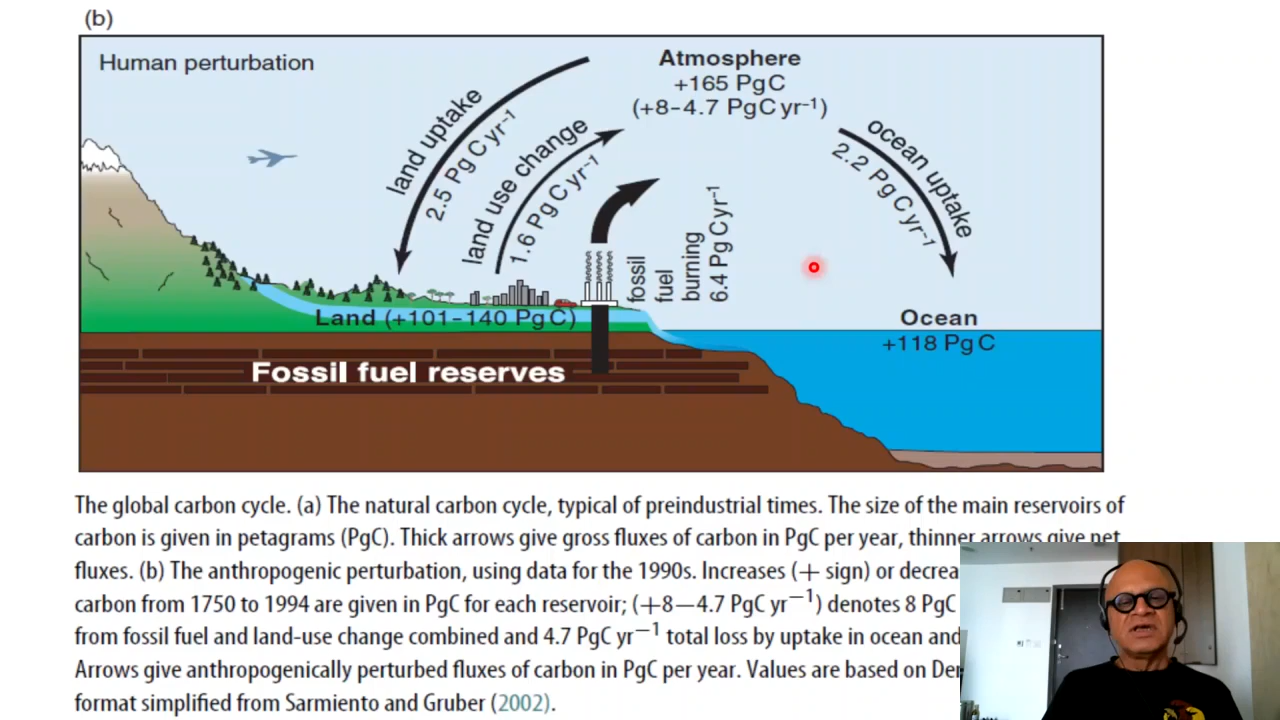 (b)
Human perturbation
Atmosphere
+165 PgC
(+8–4.7 PgC yr⁻¹)
land uptake
2.5 Pg C yr⁻¹
land use change
1.6 Pg C yr⁻¹
fossil
fuel
burning
6.4 Pg C yr⁻¹
ocean uptake
2.2 Pg C yr⁻¹
Land (+101–140 PgC)
Ocean
+118 PgC
Fossil fuel reserves
The global carbon cycle. (a) The natural carbon cycle, typical of preindustrial times. The size of the main reservoirs of
carbon is given in petagrams (PgC). Thick arrows give gross fluxes of carbon in PgC per year, thinner arrows give net
fluxes. (b) The anthropogenic perturbation, using data for the 1990s. Increases (+ sign) or
carbon from 1750 to 1994 are given in PgC for each reservoir; (+8—4.7 PgC yr⁻¹) denotes 8 PgC
from fossil fuel and land-use change combined and 4.7 PgC yr⁻¹ total loss by uptake in ocean and
Arrows give anthropogenically perturbed fluxes of carbon in PgC per year. Values are based on
format simplified from Sarmiento and Gruber (2002).